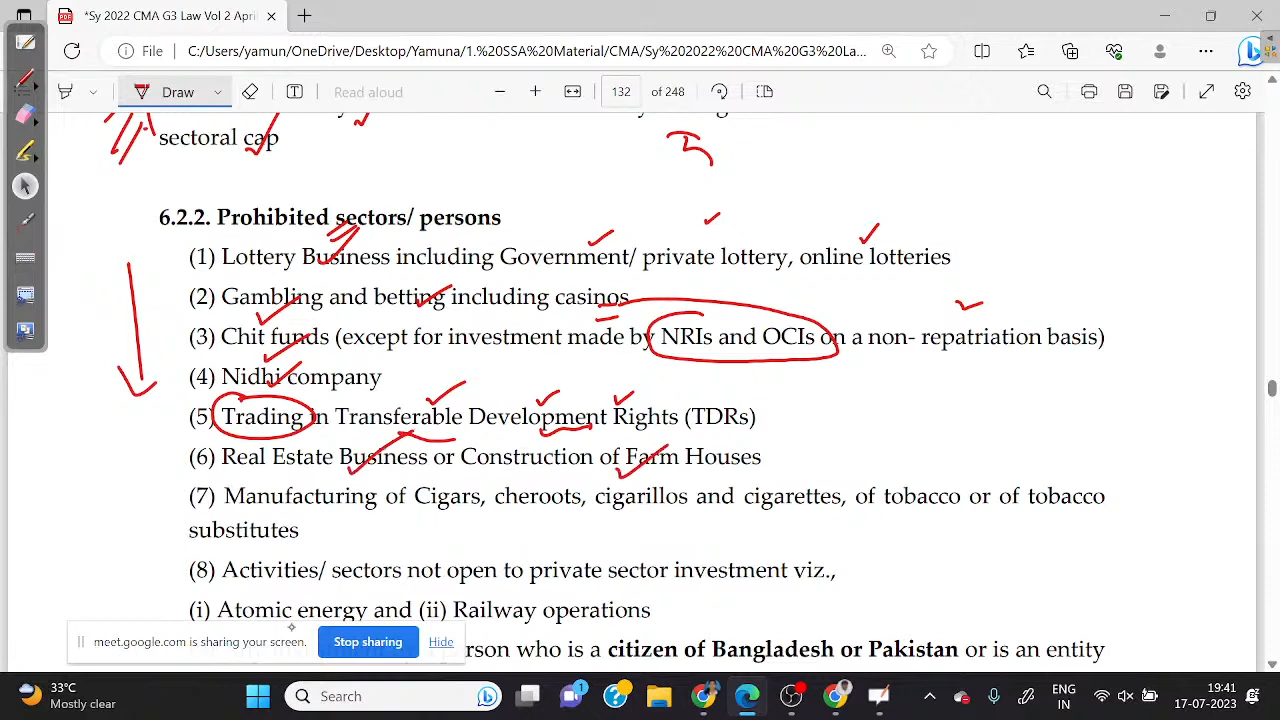 *Sy 2022 CMA G3 Law Vol 2 April
File C:/Users/yamun/OneDrive/Desktop/Yamuna/1.%20SSA%20Material/CMA/Sy%202022%20CMA%20G3%20La...
Draw Read aloud 132 of 248
sectoral cap
6.2.2. Prohibited sectors/ persons
(1) Lottery Business including Government/ private lottery, online lotteries
(2) Gambling and betting including casinos
(3) Chit funds (except for investment made by NRIs and OCIs on a non- repatriation basis)
(4) Nidhi company
(5) Trading in Transferable Development Rights (TDRs)
(6) Real Estate Business or Construction of Farm Houses
(7) Manufacturing of Cigars, cheroots, cigarillos and cigarettes, of tobacco or of tobacco
substitutes
(8) Activities/ sectors not open to private sector investment viz.,
(i) Atomic energy and (ii) Railway operations
meet.google.com is sharing your screen. Stop sharing Hide
who is a citizen of Bangladesh or Pakistan or is an entity
33°C
Mostly clear
Search
1
ENG
IN
19:41
17-07-2023